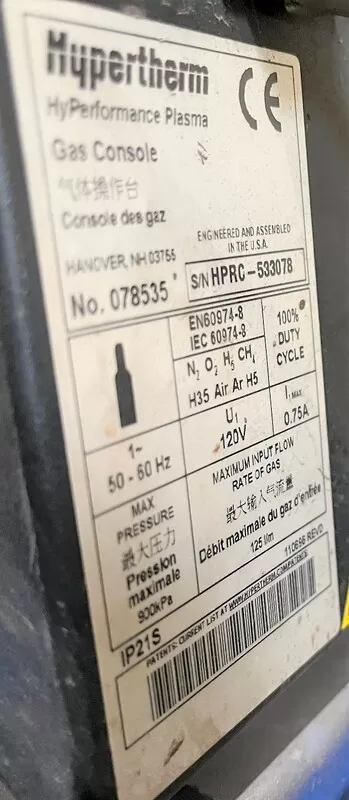 Hypertherm
HyPerformance Plasma
Gas Console
气体操作台
Console des gaz
CE
ENGINEERED AND ASSEMBLED
IN THE U.S.A.
HANOVER, NH 03755
No. 078535
S/N HPRC-533078
EN60974-8
IEC 60974-8
100%
DUTY
CYCLE
N2 O2 H5 CH4
H35 Air Ar H5
1~
50 - 60 Hz
U1
120V
I1 MAX
0.75A
MAX
PRESSURE
最大压力
Pression
maximale
900kPa
MAXIMUM INPUT FLOW
RATE OF GAS
最大输入气流量
Débit maximale du gaz d'entrée
125 l/m
IP21S
110656 REVD
PATENTS: CURRENT LIST AT WWW.HYPERTHERM.COM/PATENTS